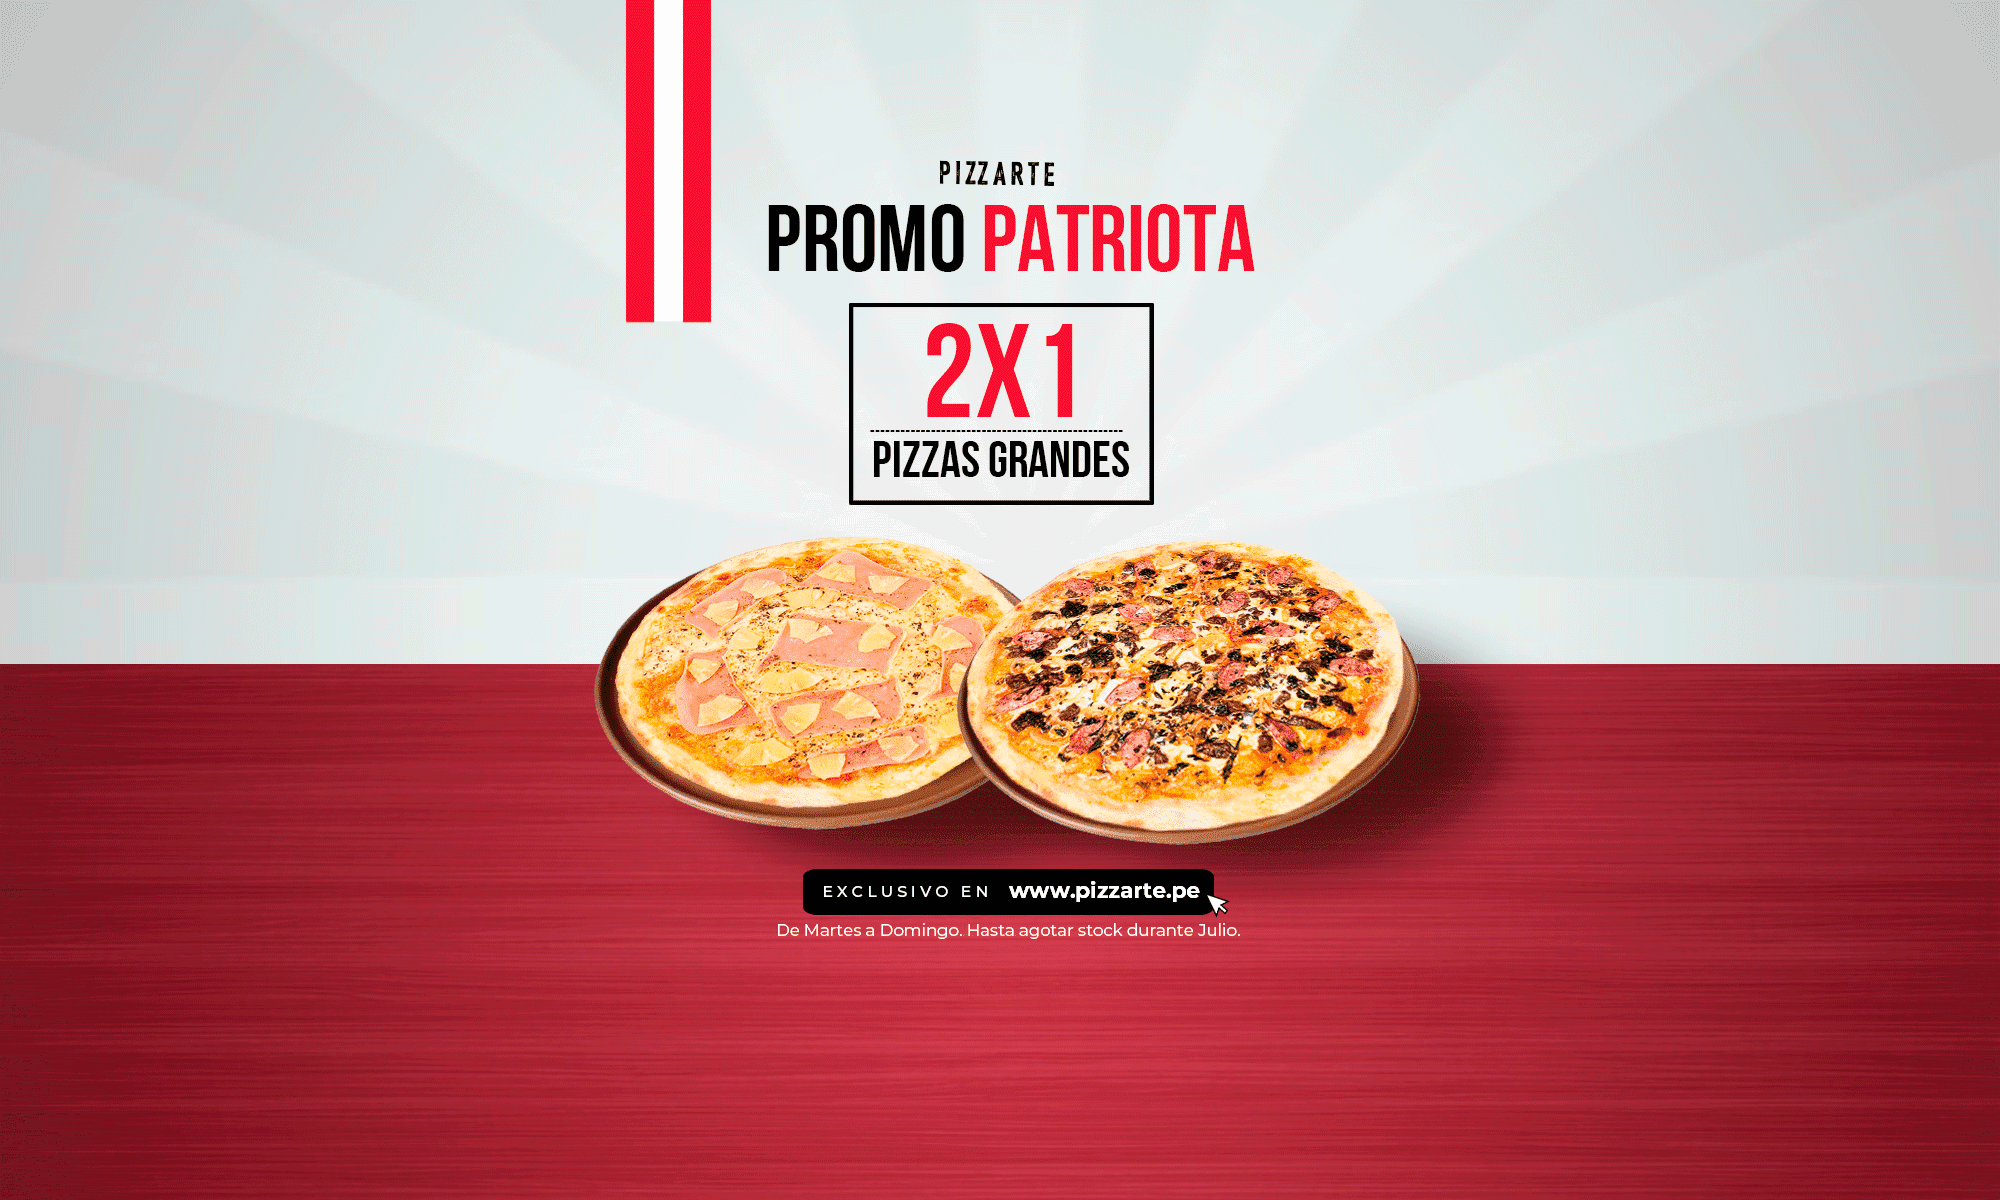 PIZZARTE
PROMO PATRIOTA
2X1
PIZZAS GRANDES
EXCLUSIVO EN www.pizzarte.pe
De Martes a Domingo. Hasta agotar stock durante Julio.